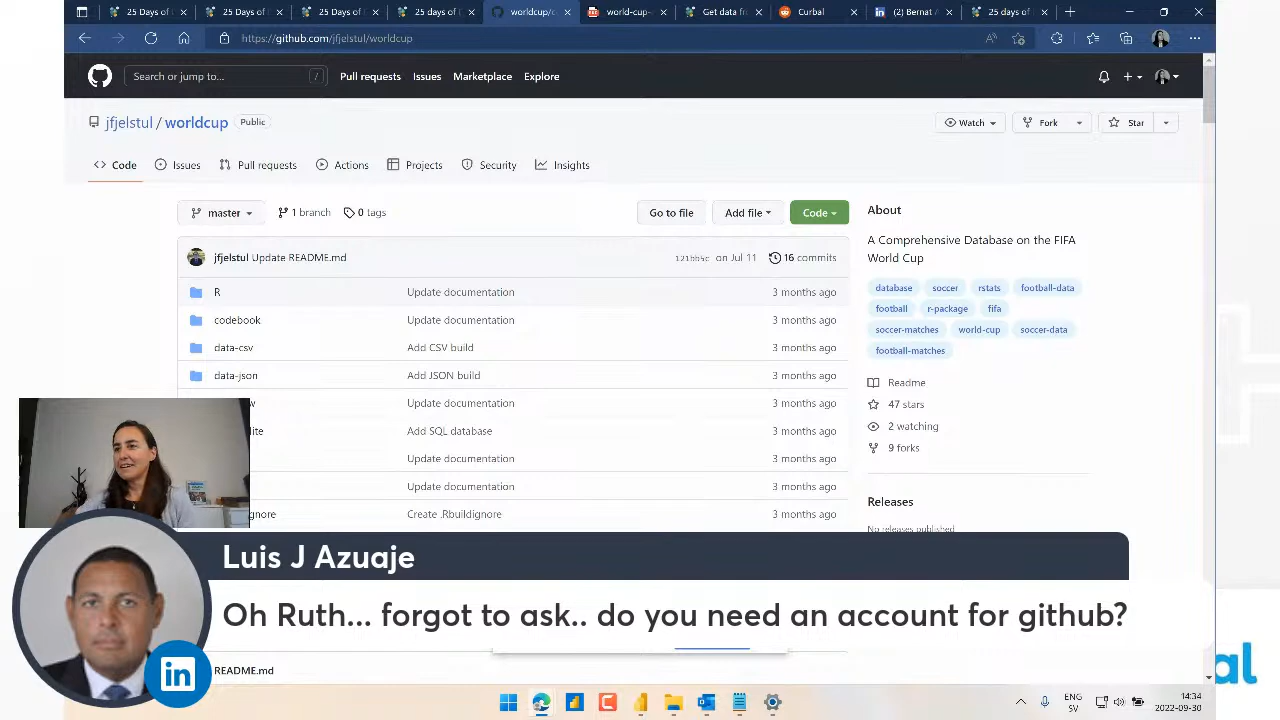 25 Days of
25 days of
25 days of
25 days of
worldcup/c
world-cup-
Get data fro
Curbal
(2) Bernat A
25 days of
https://github.com/jfjelstul/worldcup
Search or jump to...
/
Pull requests
Issues
Marketplace
Explore
jfjelstul / worldcup
Public
Watch
Fork
Star
Code
Issues
Pull requests
Actions
Projects
Security
Insights
master
1 branch
0 tags
Go to file
Add file
Code
About
A Comprehensive Database on the FIFA
World Cup
jfjelstul Update README.md
on Jul 11
16 commits
R
Update documentation
3 months ago
database
soccer
rstats
football-data
football
r-package
fifa
codebook
Update documentation
3 months ago
soccer-matches
world-cup
soccer-data
data-csv
Add CSV build
3 months ago
football-matches
data-json
Add JSON build
3 months ago
Readme
Update documentation
3 months ago
47 stars
Add SQL database
3 months ago
2 watching
Update documentation
3 months ago
9 forks
Update documentation
3 months ago
Releases
gnore
Create .Rbuildignore
3 months ago
No releases published
Luis J Azuaje
Oh Ruth... forgot to ask.. do you need an account for github?
in
README.md
al
ENG
SV
14:34
2022-09-30